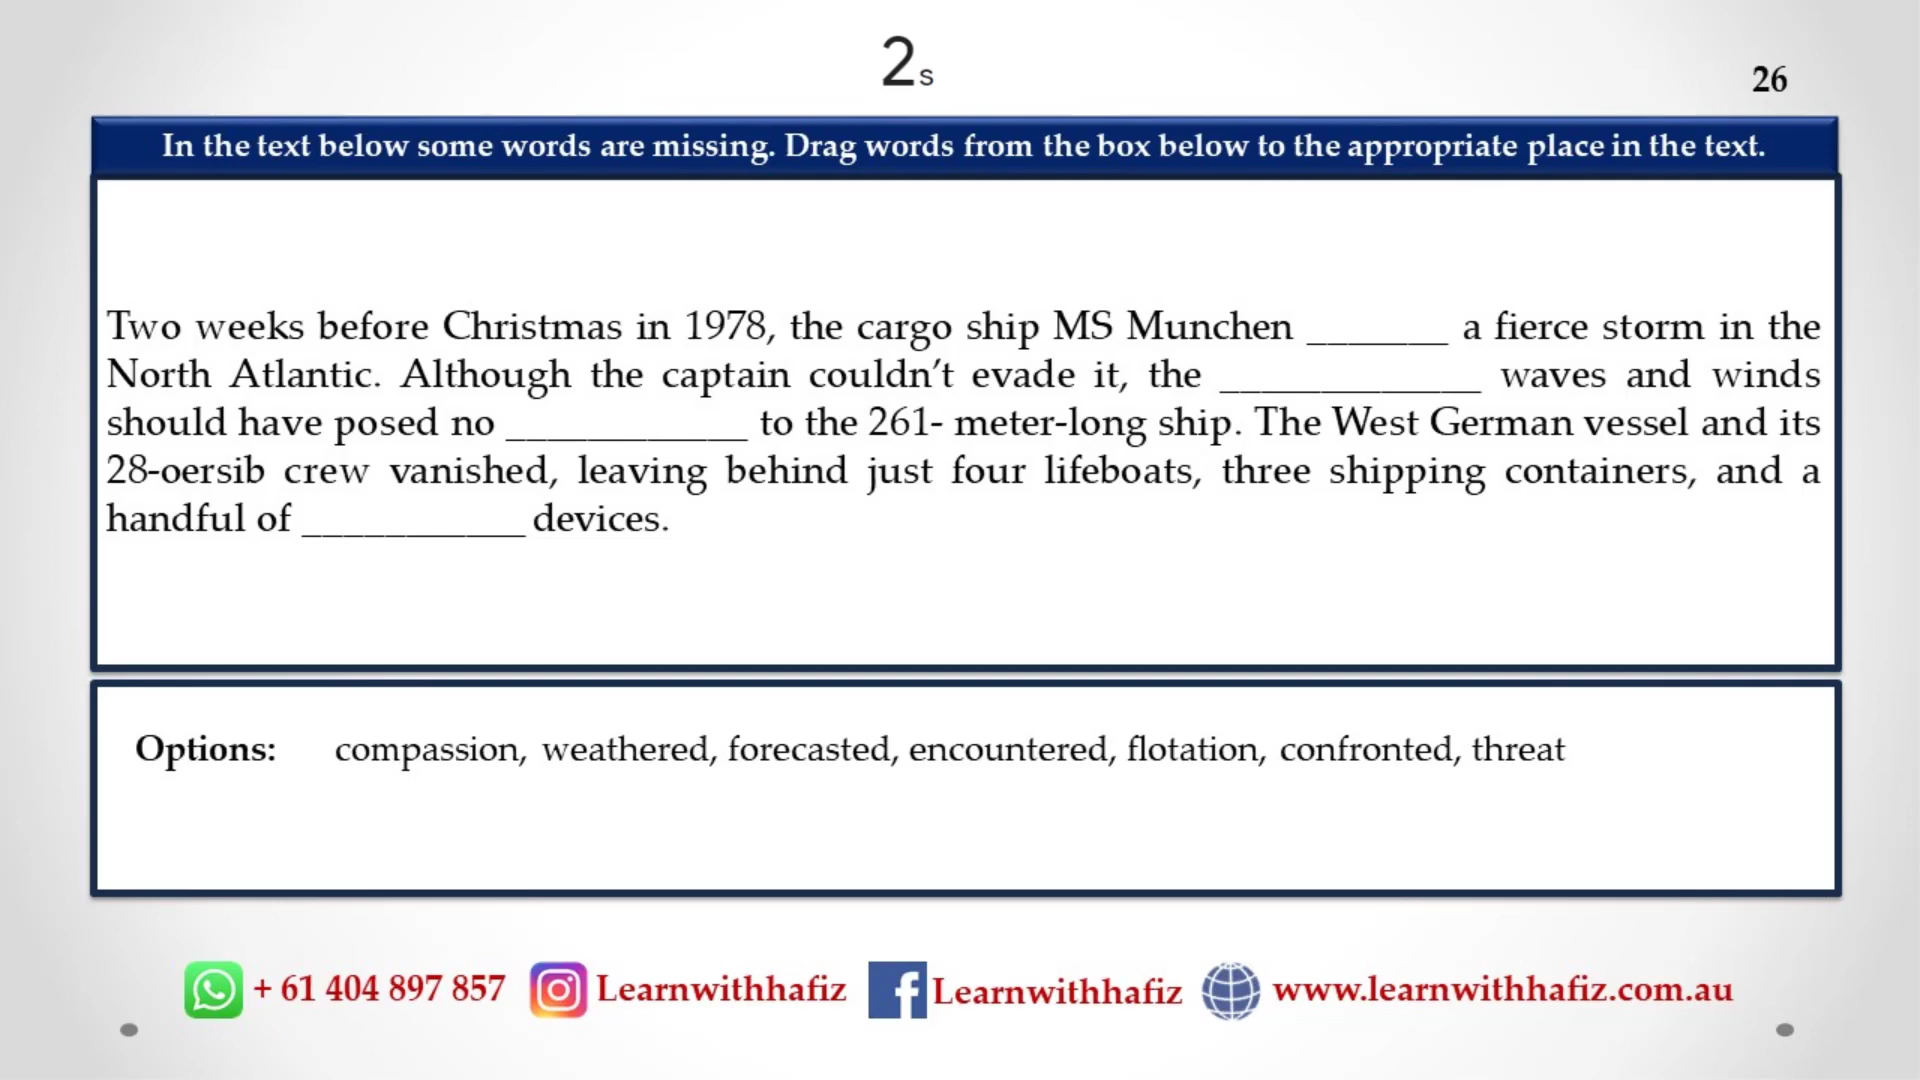 2s
26
In the text below some words are missing. Drag words from the box below to the appropriate place in the text.
Two weeks before Christmas in 1978, the cargo ship MS Munchen _______ a fierce storm in the
North Atlantic. Although the captain couldn't evade it, the _____________ waves and winds
should have posed no ____________ to the 261- meter-long ship. The West German vessel and its
28-oersib crew vanished, leaving behind just four lifeboats, three shipping containers, and a
handful of ___________ devices.
Options: compassion, weathered, forecasted, encountered, flotation, confronted, threat
+ 61 404 897 857 Learnwithhafiz Learnwithhafiz www.learnwithhafiz.com.au